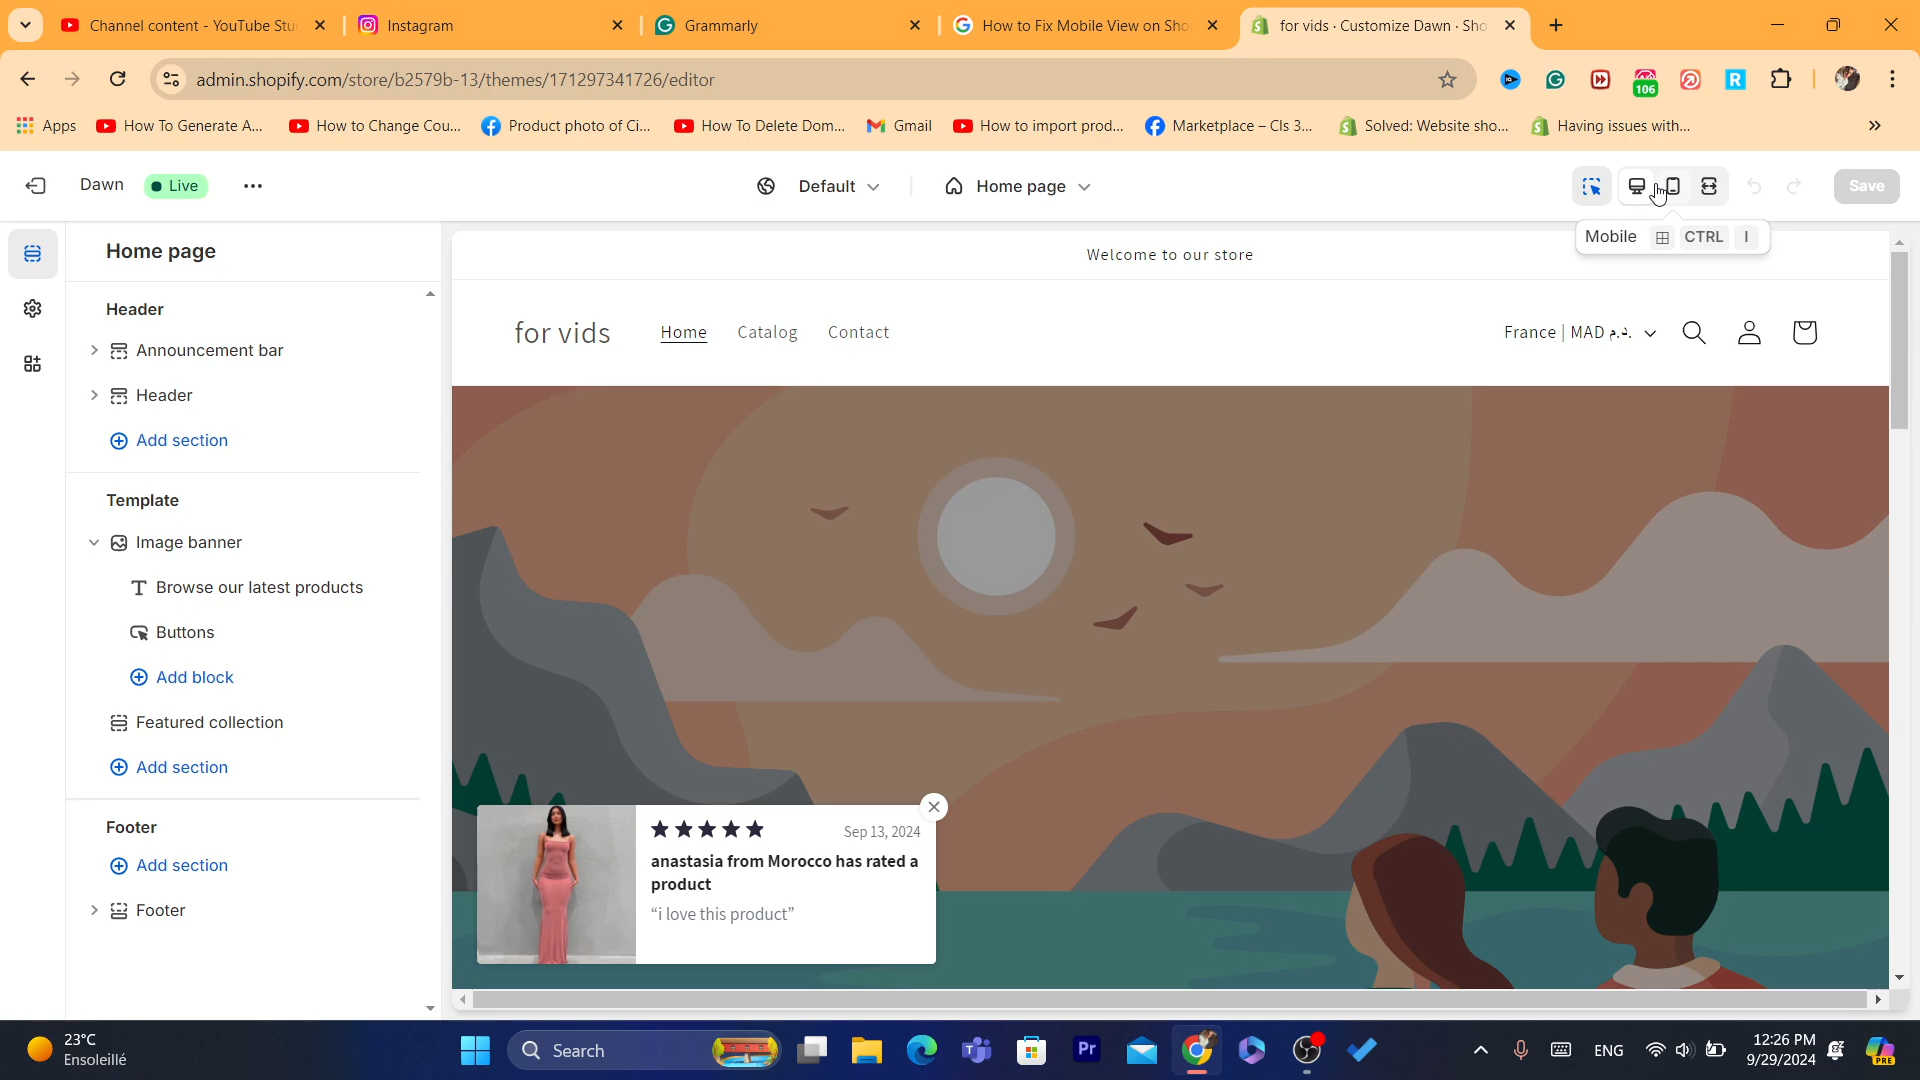 Channel content - YouTube Stu
Instagram
Grammarly
How to Fix Mobile View on Sho
for vids · Customize Dawn · Sho
admin.shopify.com/store/b2579b-13/themes/171297341726/editor
106
Apps
How To Generate A...
How to Change Cou...
Product photo of Ci...
How To Delete Dom...
Gmail
How to import prod...
Marketplace – Cls 3...
Solved: Website sho...
Having issues with...
Dawn
Live
Default
Home page
Save
Mobile CTRL I
Home page
Header
Announcement bar
Header
Add section
Template
Image banner
Browse our latest products
Buttons
Add block
Featured collection
Add section
Footer
Add section
Footer
Welcome to our store
for vids
Home
Catalog
Contact
France | MAD د.م.
Sep 13, 2024
anastasia from Morocco has rated a
product
“i love this product”
23°C
Ensoleillé
Search
Pr
ENG
12:26 PM
9/29/2024
PRE